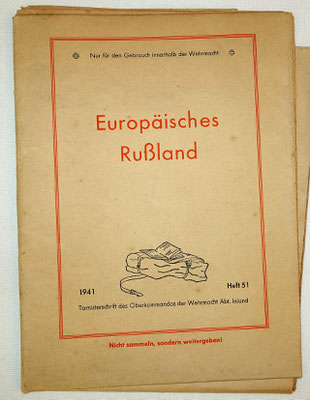 Nur für den Gebrauch innerhalb der Wehrmacht
Europäisches
Rußland
1941 Heft 51
Tornisterschrift des Oberkommandos der Wehrmacht Abt. Inland
Nicht sammeln, sondern weitergeben!